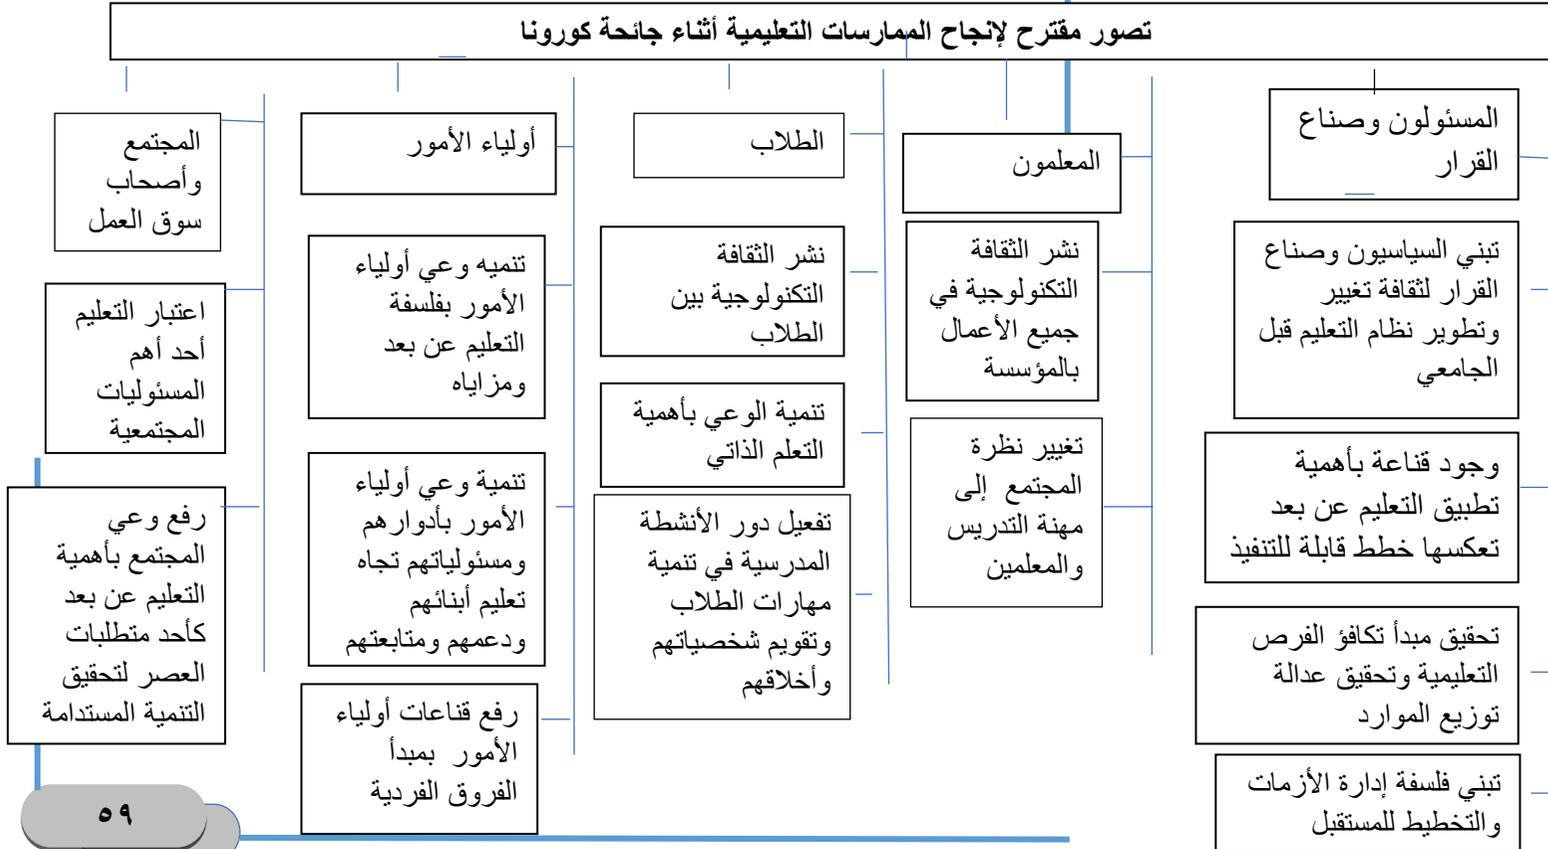 تصور مقترح لإنجاح الممارسات التعليمية أثناء جائحة كورونا
المسئولون وصناع
القرار
تبني السياسيون وصناع
القرار لثقافة تغيير
وتطوير نظام التعليم قبل
الجامعي
وجود قناعة بأهمية
تطبيق التعليم عن بعد
تعكسها خطط قابلة للتنفيذ
تحقيق مبدأ تكافؤ الفرص
التعليمية وتحقيق عدالة
توزيع الموارد
تبني فلسفة إدارة الأزمات
والتخطيط للمستقبل
المعلمون
نشر الثقافة
التكنولوجية في
جميع الأعمال
بالمؤسسة
تغيير نظرة
المجتمع إلى
مهنة التدريس
والمعلمين
الطلاب
نشر الثقافة
التكنولوجية بين
الطلاب
تنمية الوعي بأهمية
التعلم الذاتي
تفعيل دور الأنشطة
المدرسية في تنمية
مهارات الطلاب
وتقويم شخصياتهم
وأخلاقهم
أولياء الأمور
تنميه وعي أولياء
الأمور بفلسفة
التعليم عن بعد
ومزاياه
تنمية وعي أولياء
الأمور بأدوارهم
ومسئولياتهم تجاه
تعليم أبنائهم
ودعمهم ومتابعتهم
رفع قناعات أولياء
الأمور بمبدأ
الفروق الفردية
المجتمع
وأصحاب
سوق العمل
اعتبار التعليم
أحد أهم
المسئوليات
المجتمعية
رفع وعي
المجتمع بأهمية
التعليم عن بعد
كأحد متطلبات
العصر لتحقيق
التنمية المستدامة
٥٩